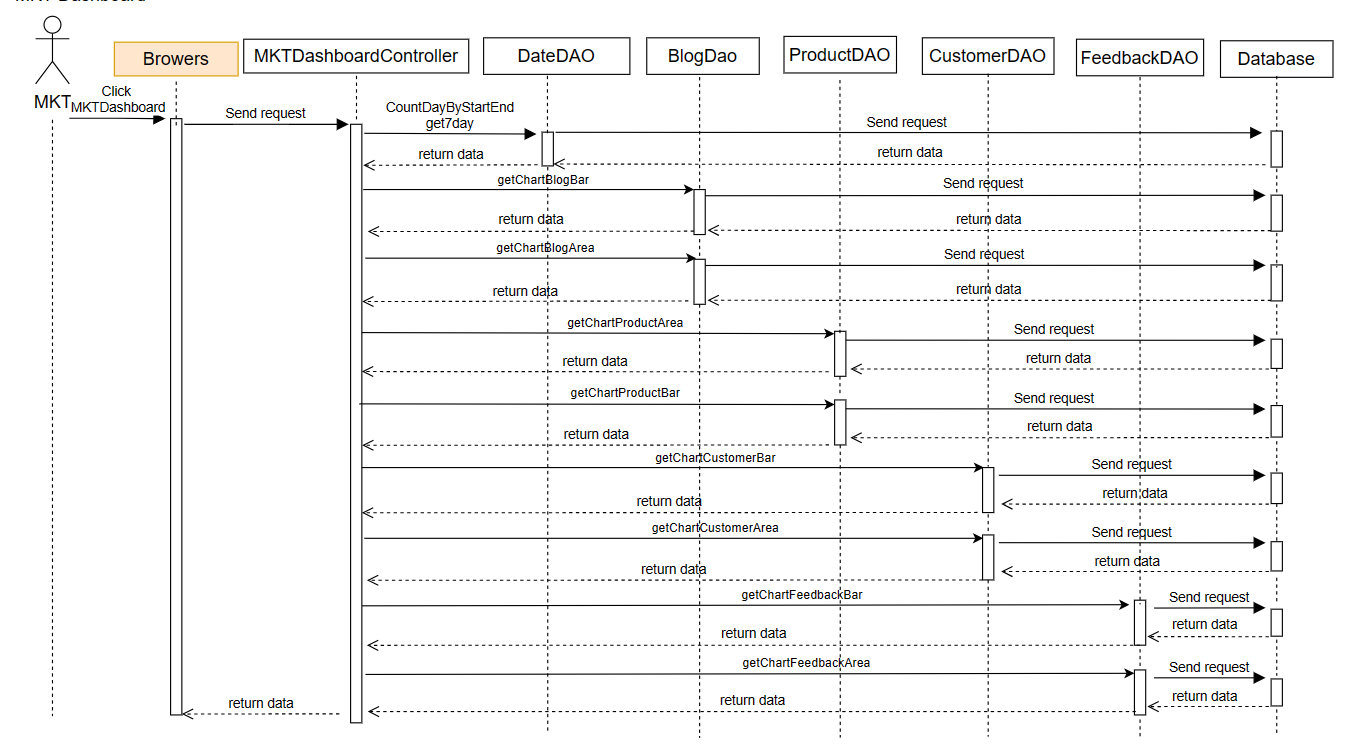 MKT Dashboard
Browers
MKTDashboardController
DateDAO
BlogDao
ProductDAO
CustomerDAO
FeedbackDAO
Database
MKT
Click
MKTDashboard
Send request
CountDayByStartEnd
get7day
Send request
return data
return data
getChartBlogBar
Send request
return data
return data
getChartBlogArea
Send request
return data
return data
getChartProductArea
Send request
return data
return data
getChartProductBar
Send request
return data
return data
getChartCustomerBar
Send request
return data
return data
getChartCustomerArea
Send request
return data
return data
getChartFeedbackBar
Send request
return data
return data
getChartFeedbackArea
Send request
return data
return data
return data